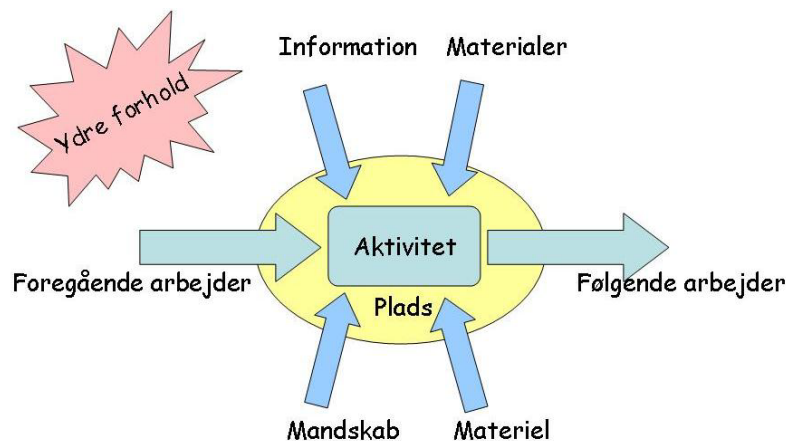 Information
Materialer
Ydre forhold
Aktivitet
Foregående arbejder
Følgende arbejder
Plads
Mandskab
Materiel